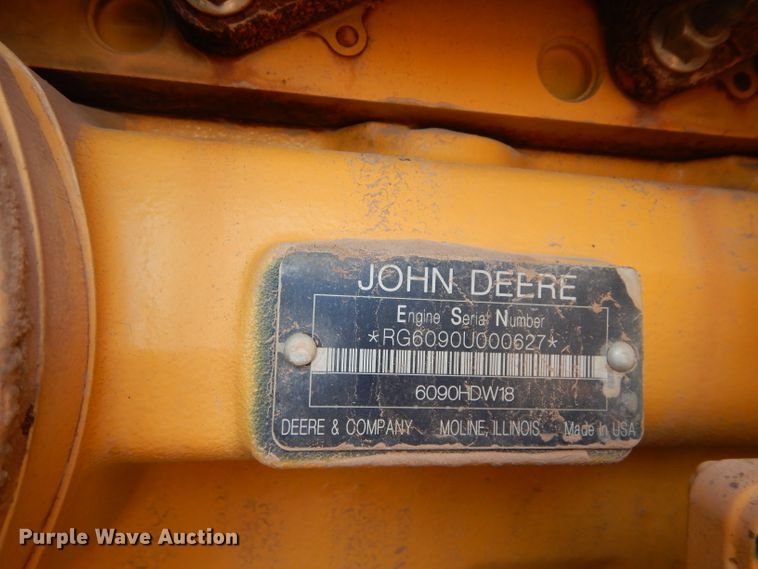 JOHN DEERE
Engine Serial Number
*RG6090U000627*
6090HDW18
DEERE & COMPANY MOLINE, ILLINOIS Made in USA
Purple Wave Auction